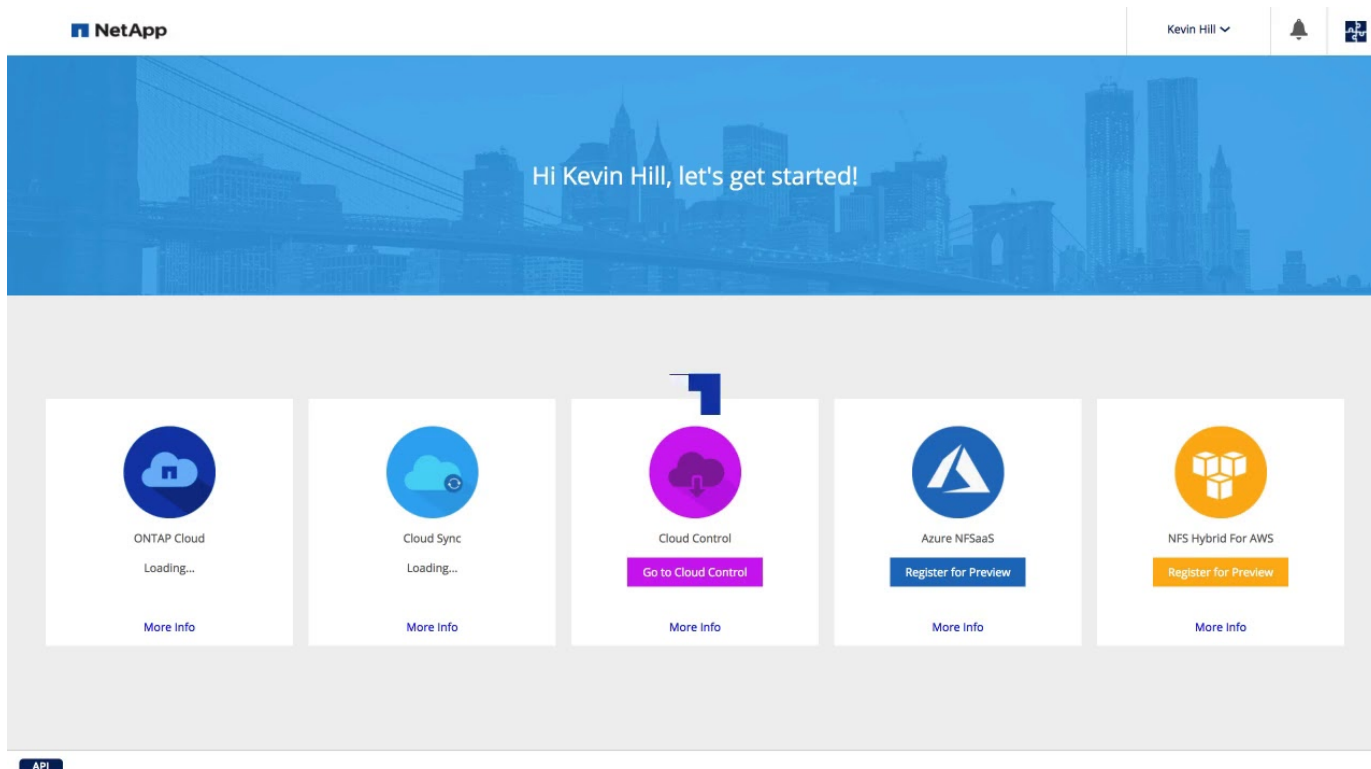 NetApp
Kevin Hill
Hi Kevin Hill, let's get started!
ONTAP Cloud
Loading...
More Info
Cloud Sync
Loading...
More Info
Cloud Control
Go to Cloud Control
More Info
Azure NFSaaS
Register for Preview
More Info
NFS Hybrid For AWS
Register for Preview
More Info
API